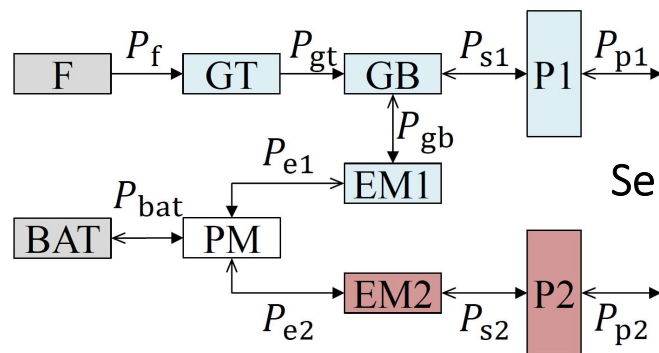 P_f P_gt P_s1 P_p1
F GT GB P1
P_gb
P_e1
EM1 Se
P_bat
BAT PM
EM2 P2
P_e2 P_s2 P_p2